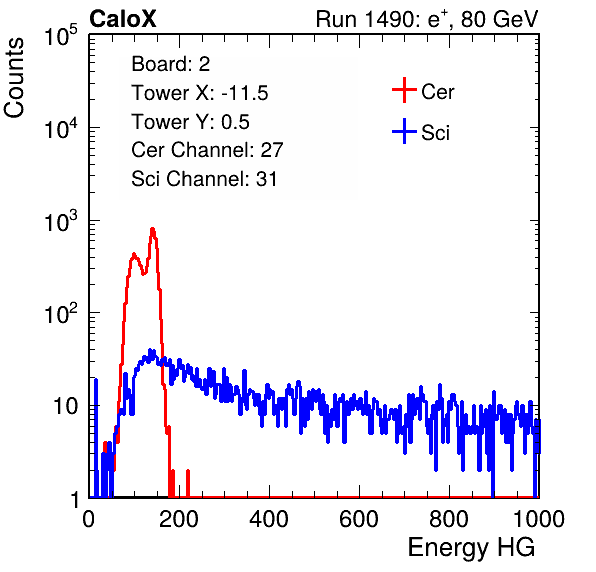 CaloX Run 1490: e⁺, 80 GeV
Counts
10⁵
10⁴
10³
10²
10
1
Board: 2
Tower X: -11.5
Tower Y: 0.5
Cer Channel: 27
Sci Channel: 31
Cer
Sci
0 200 400 600 800 1000
Energy HG